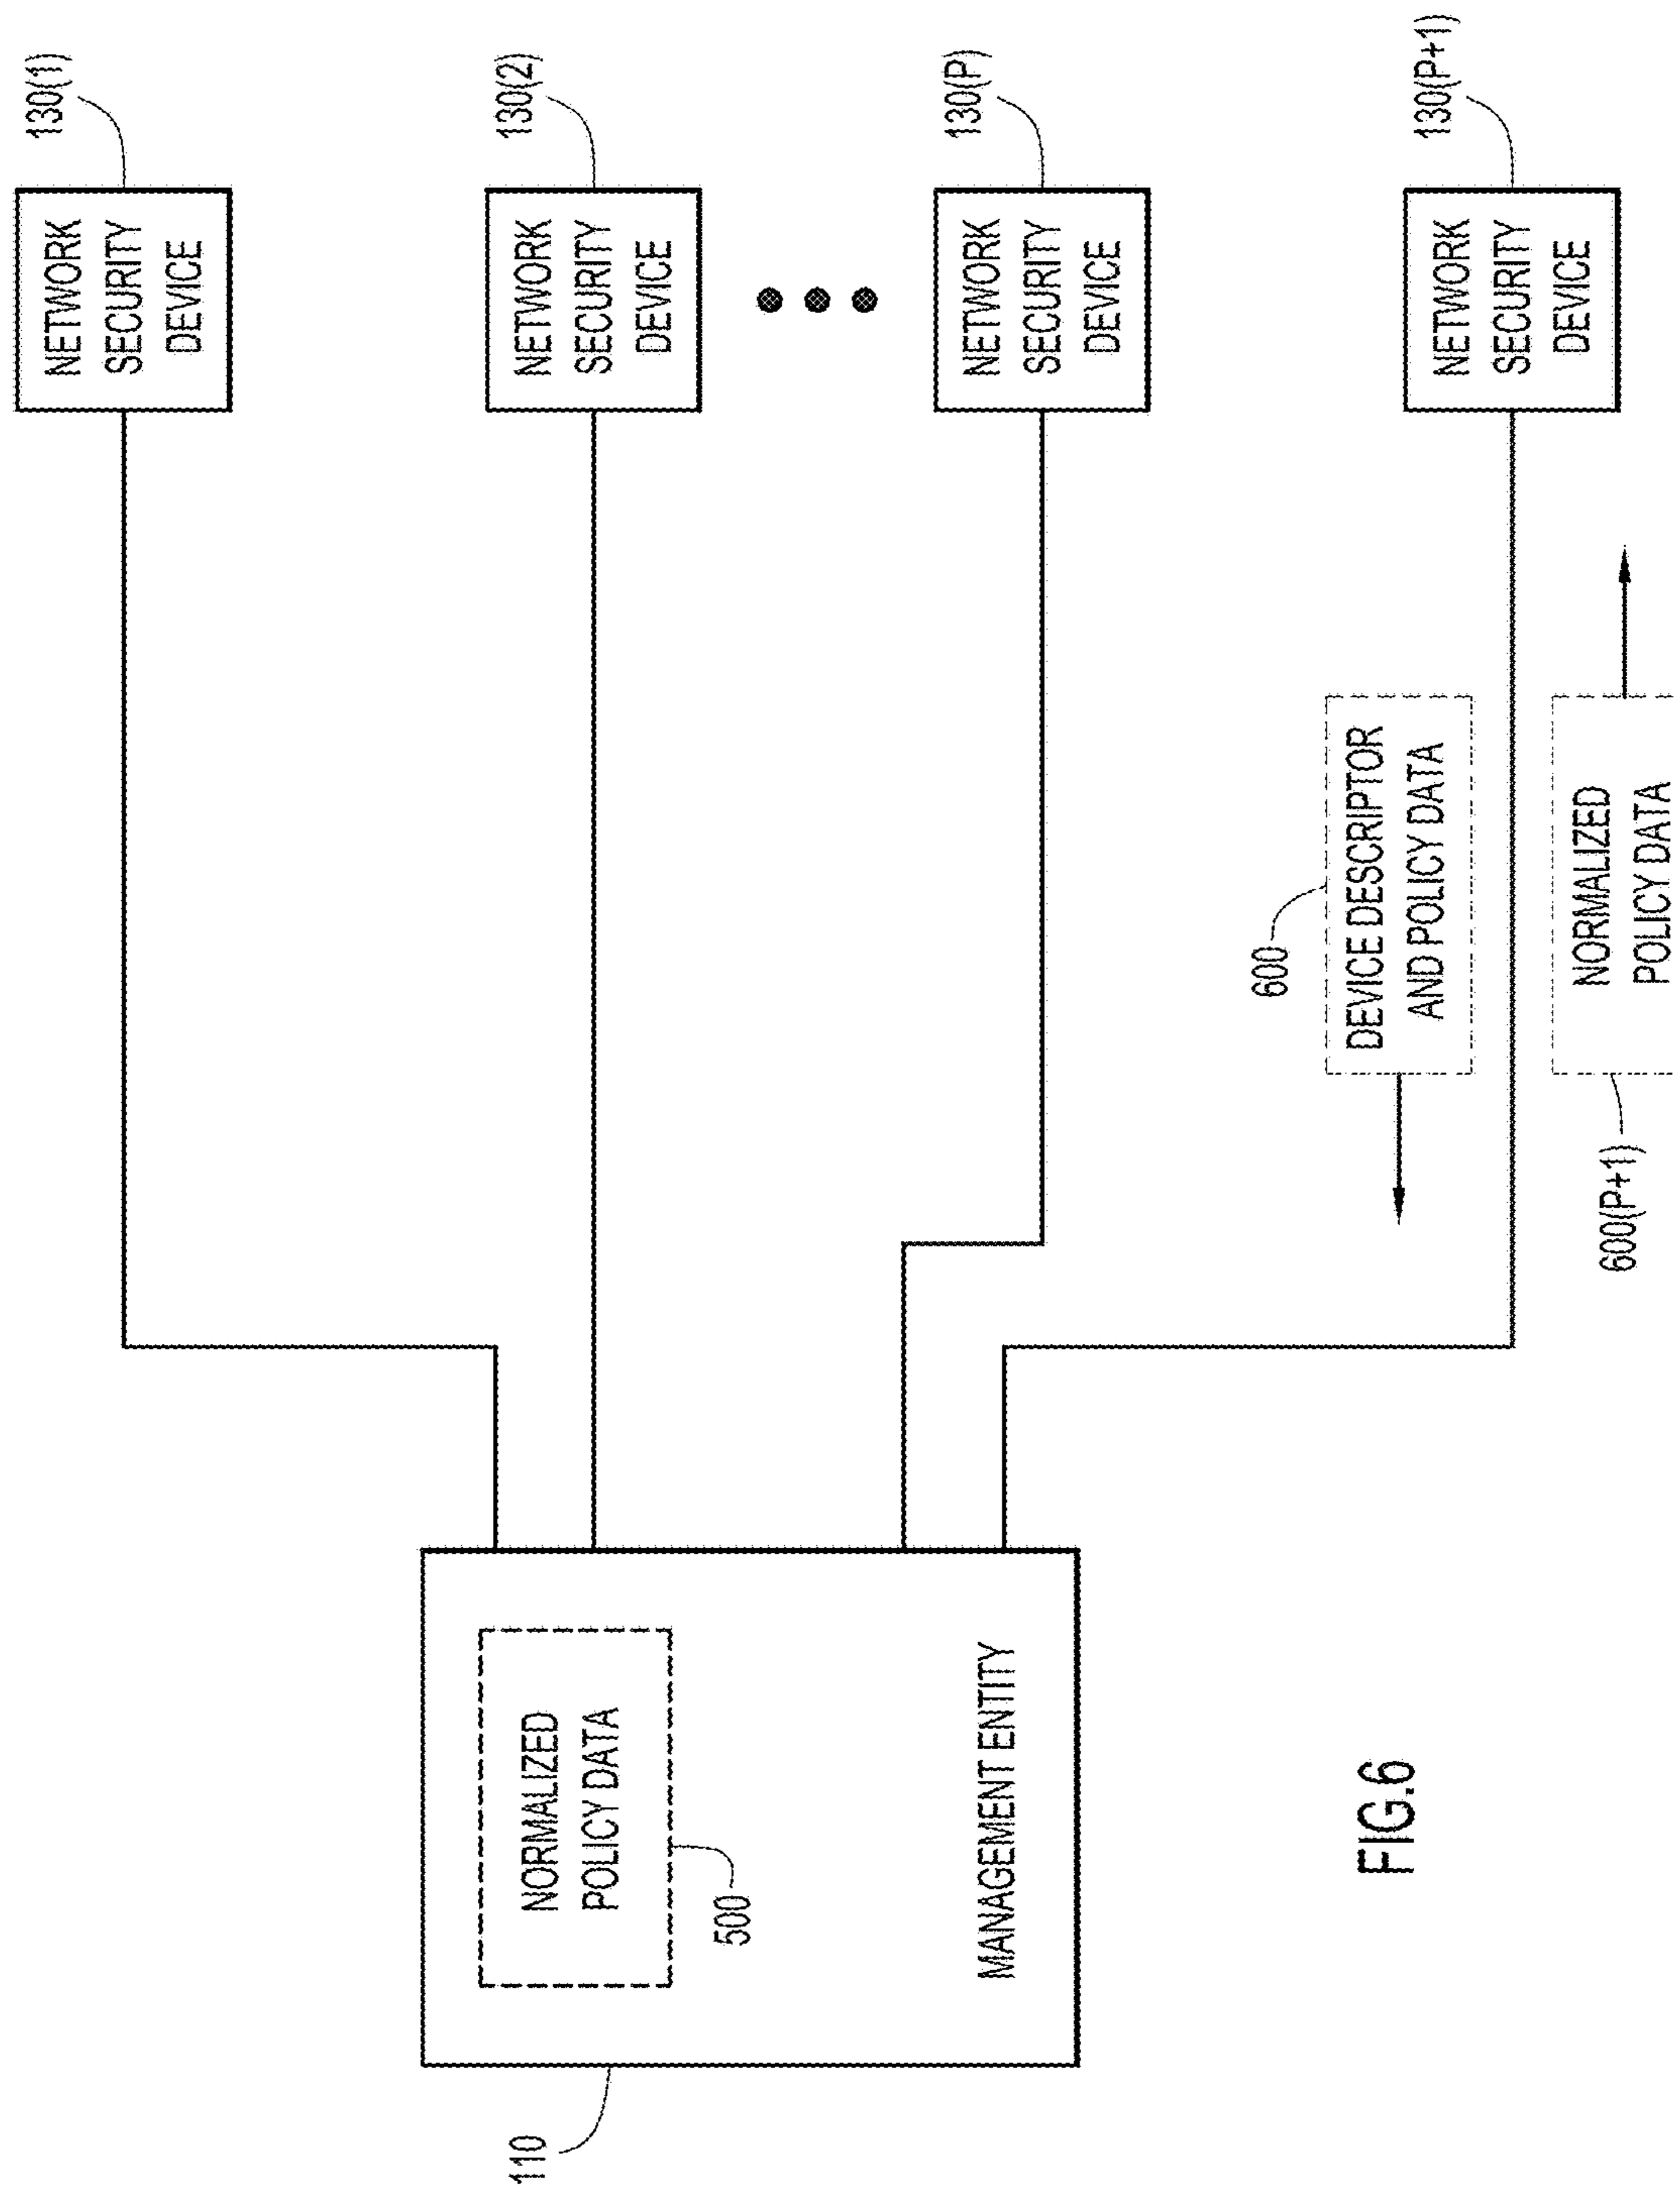 130(1)
NETWORK
SECURITY
DEVICE
130(2)
NETWORK
SECURITY
DEVICE
130(P)
NETWORK
SECURITY
DEVICE
130(P+1)
NETWORK
SECURITY
DEVICE
600
DEVICE DESCRIPTOR
AND POLICY DATA
NORMALIZED
POLICY DATA
600(P+1)
NORMALIZED
POLICY DATA
500
MANAGEMENT ENTITY
110
FIG.6